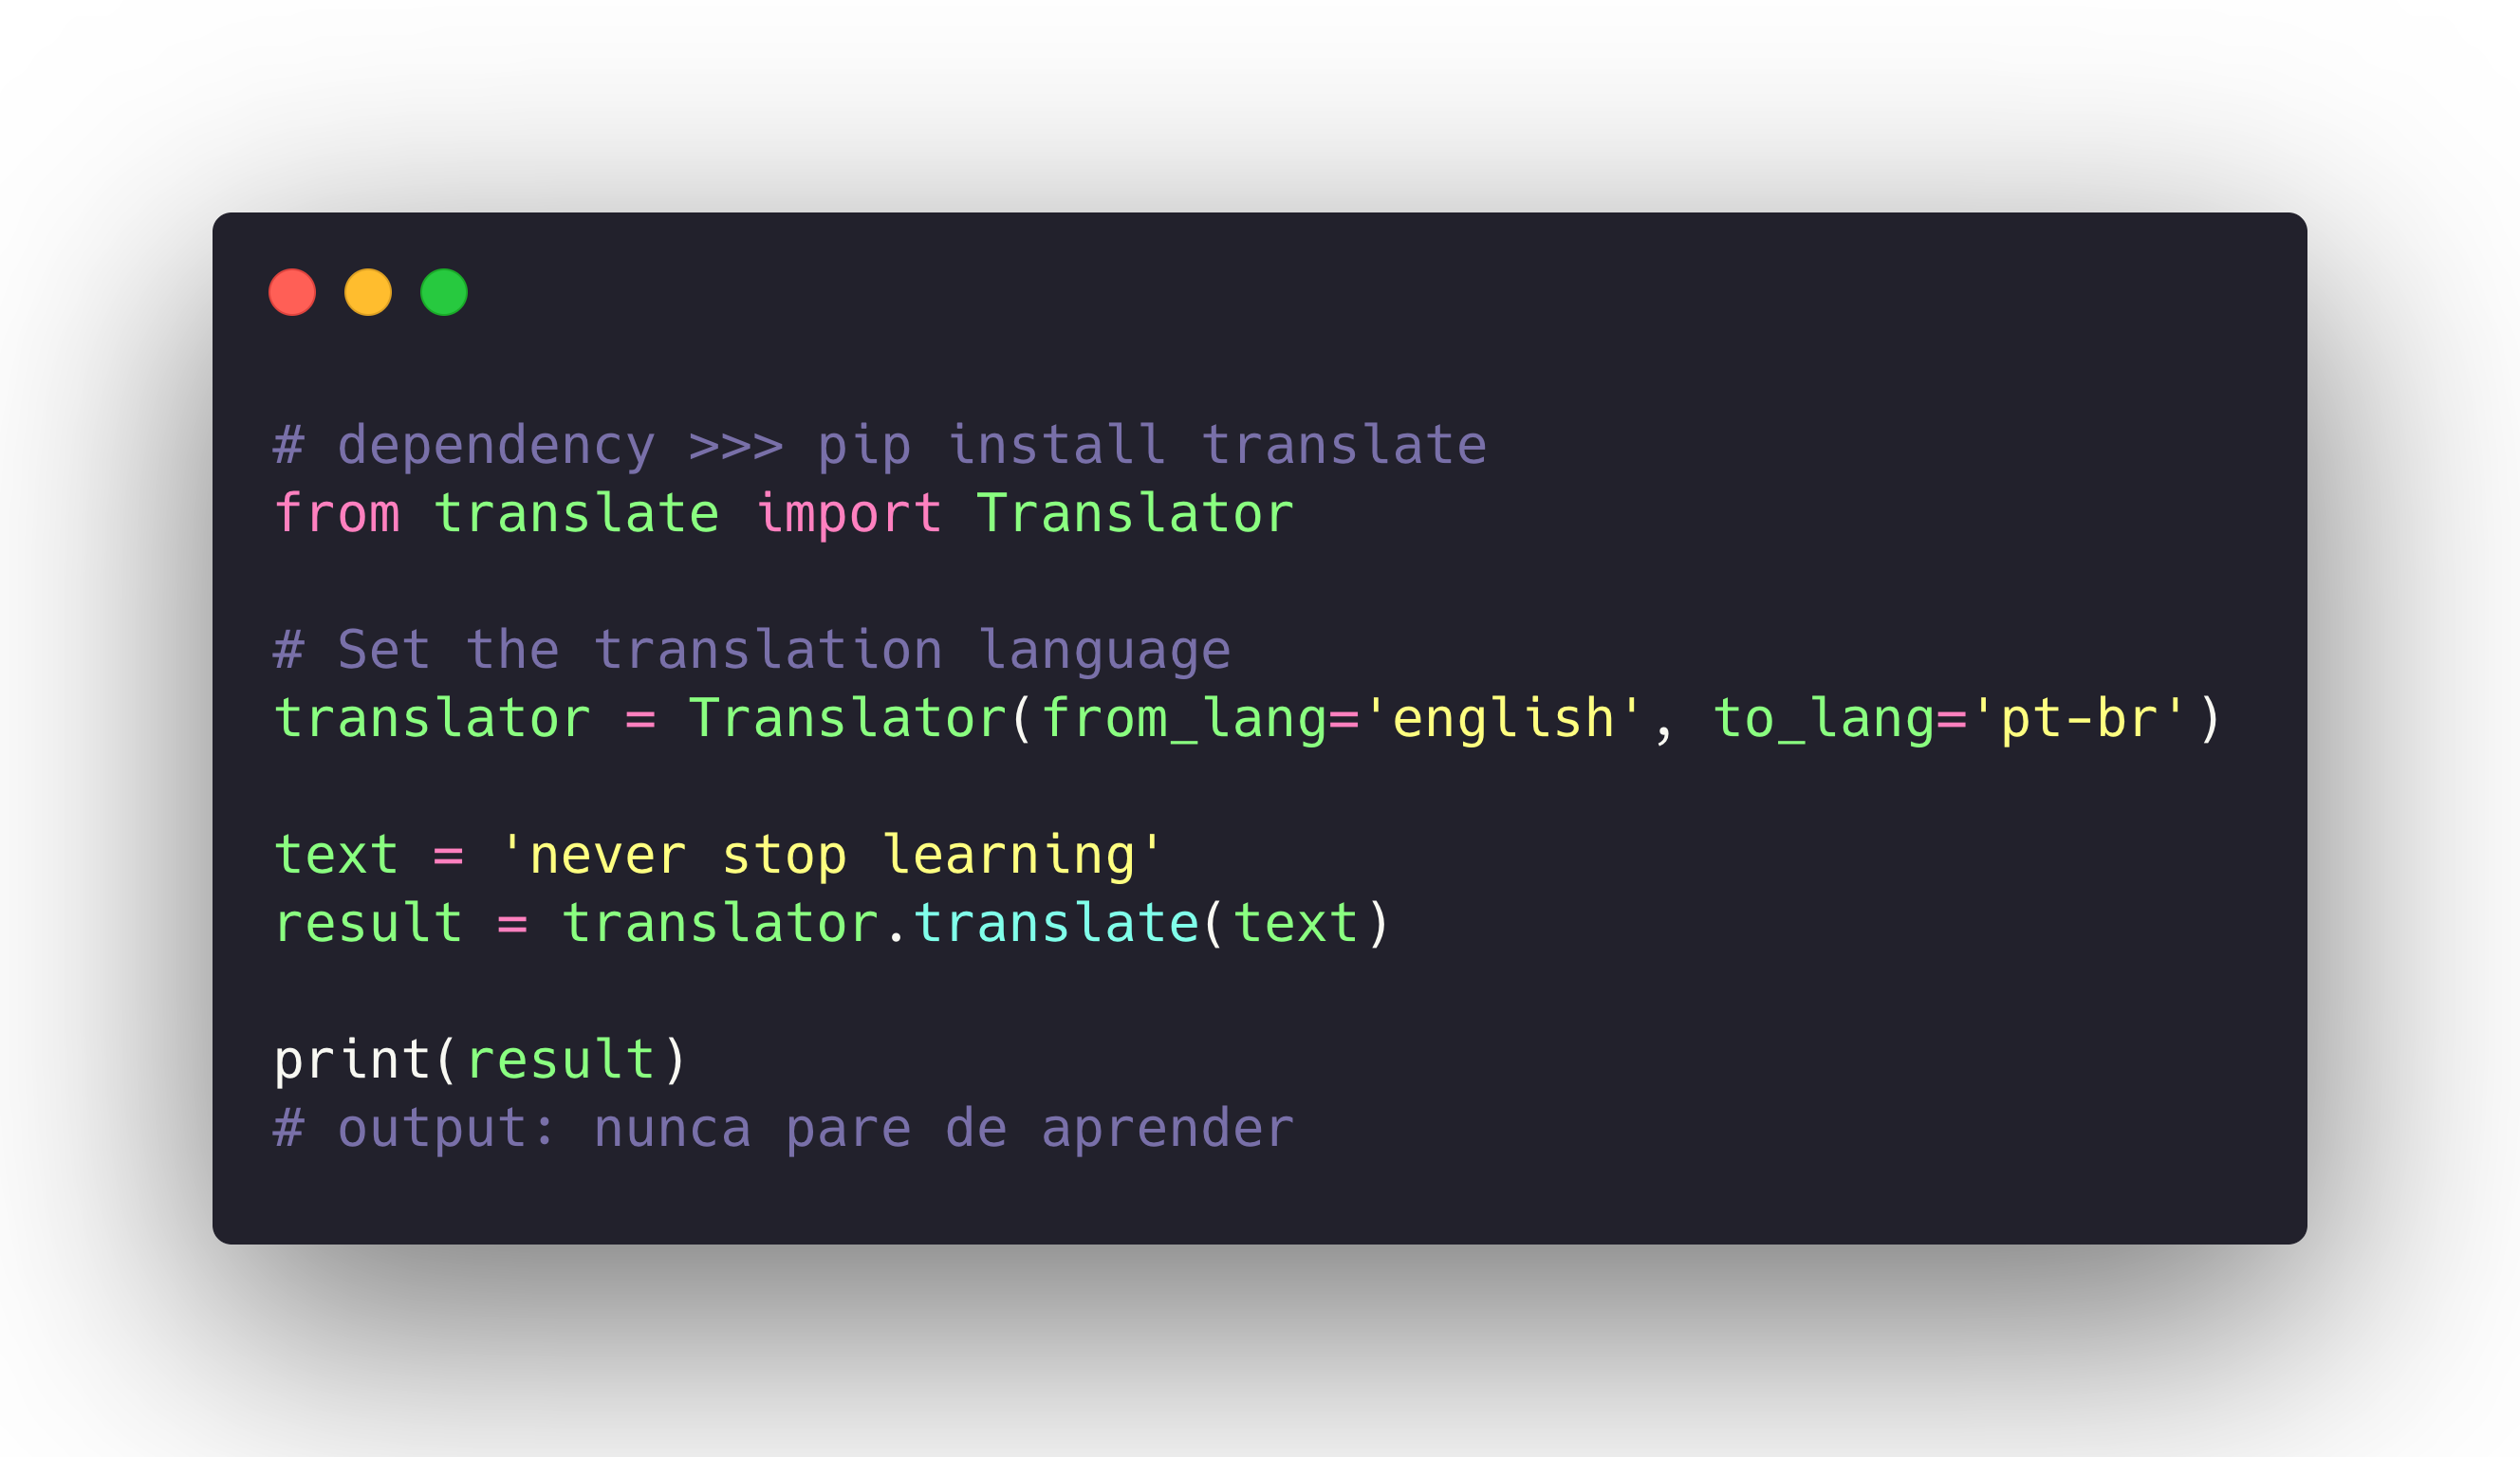 # dependency >>> pip install translate
from translate import Translator
# Set the translation language
translator = Translator(from_lang='english', to_lang='pt-br')
text = 'never stop learning'
result = translator.translate(text)
print(result)
# output: nunca pare de aprender